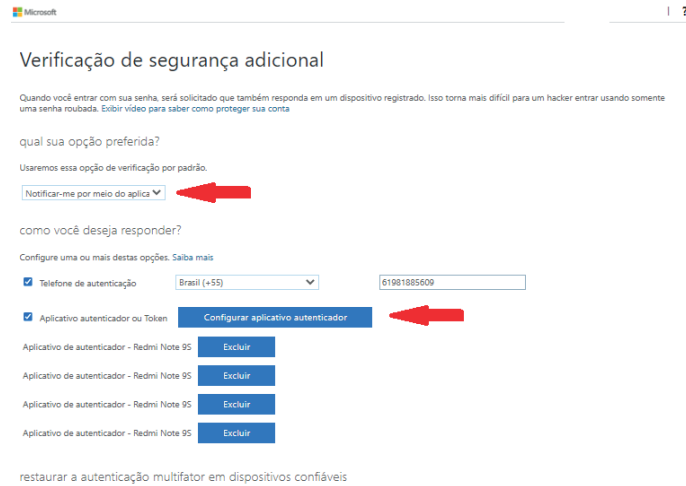 Microsoft
| ?
Verificação de segurança adicional
Quando você entrar com sua senha, será solicitado que também responda em um dispositivo registrado. Isso torna mais difícil para um hacker entrar usando somente
uma senha roubada. Exibir vídeo para saber como proteger sua conta
qual sua opção preferida?
Usaremos essa opção de verificação por padrão.
Notificar-me por meio do aplica
como você deseja responder?
Configure uma ou mais destas opções. Saiba mais
Telefone de autenticação Brasil (+55) 61981885609
Aplicativo autenticador ou Token Configurar aplicativo autenticador
Aplicativo de autenticador - Redmi Note 9S Excluir
Aplicativo de autenticador - Redmi Note 9S Excluir
Aplicativo de autenticador - Redmi Note 9S Excluir
Aplicativo de autenticador - Redmi Note 9S Excluir
restaurar a autenticação multifator em dispositivos confiáveis